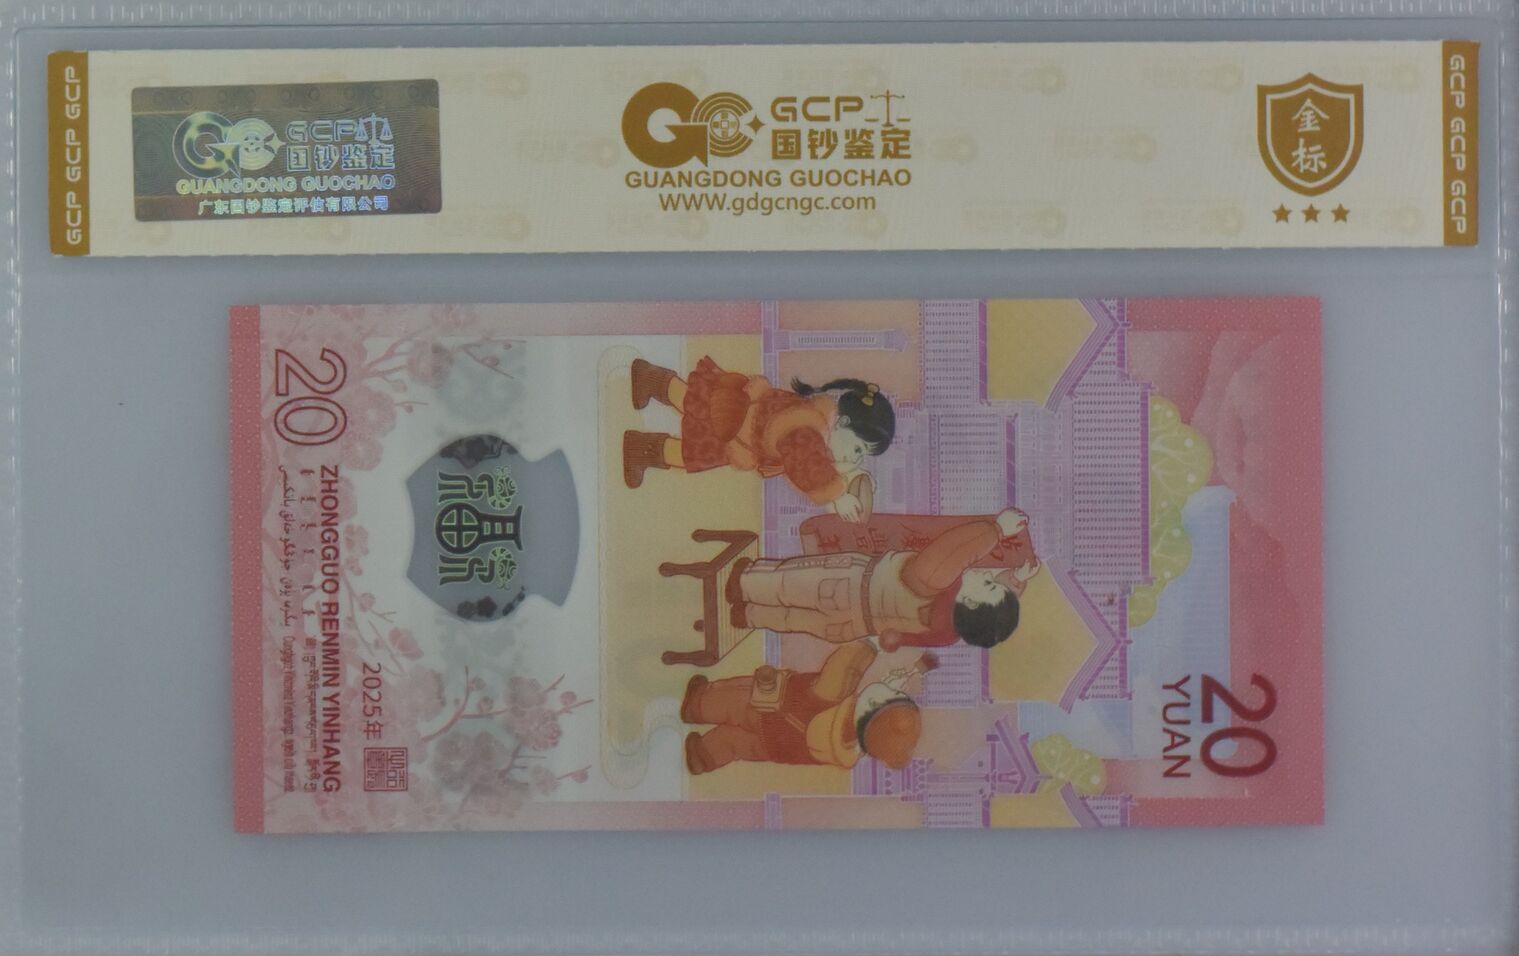 GCP GCP GCP
GCP
国钞鉴定
GUANGDONG GUOCHAO
广东国钞鉴定评估有限公司
GCP
国钞鉴定
GUANGDONG GUOCHAO
WWW.gdgcngc.com
金标
GCP GCP GCP
20
ZHONGGUO RENMIN YINHANG
2025年
20
YUAN